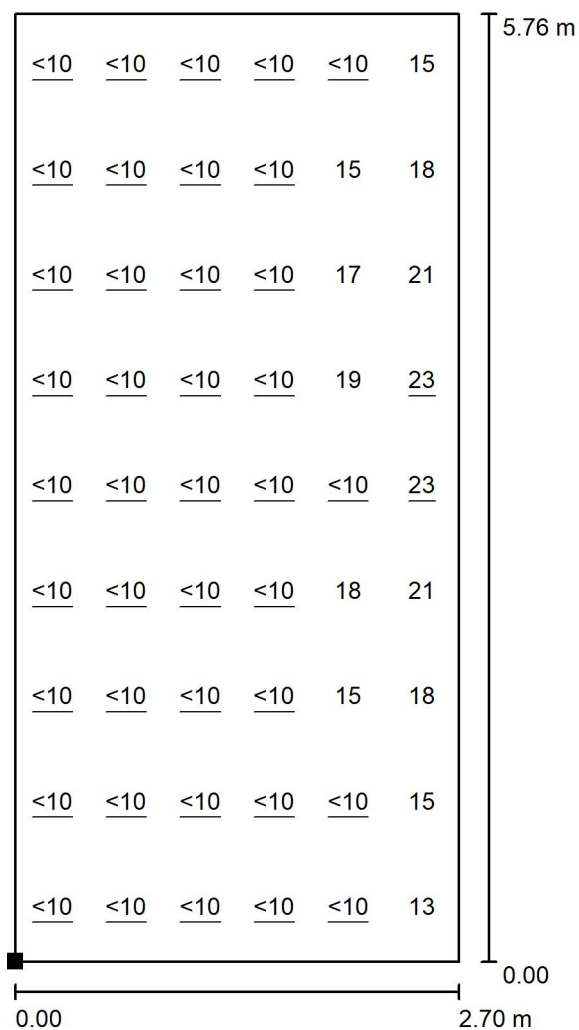 5.76 m
<10 <10 <10 <10 <10 15
<10 <10 <10 <10 15 18
<10 <10 <10 <10 17 21
<10 <10 <10 <10 19 23
<10 <10 <10 <10 <10 23
<10 <10 <10 <10 18 21
<10 <10 <10 <10 15 18
<10 <10 <10 <10 <10 15
<10 <10 <10 <10 <10 13
0.00
0.00 2.70 m